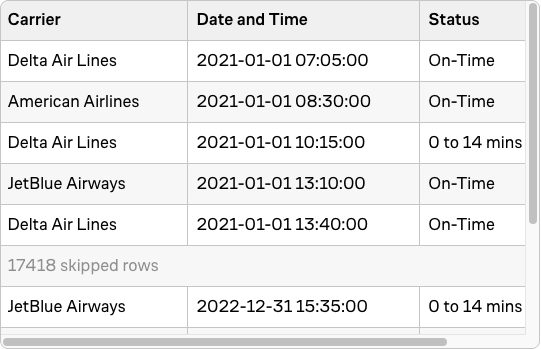 Carrier Date and Time Status
Delta Air Lines 2021-01-01 07:05:00 On-Time
American Airlines 2021-01-01 08:30:00 On-Time
Delta Air Lines 2021-01-01 10:15:00 0 to 14 mins
JetBlue Airways 2021-01-01 13:10:00 On-Time
Delta Air Lines 2021-01-01 13:40:00 On-Time
17418 skipped rows
JetBlue Airways 2022-12-31 15:35:00 0 to 14 mins